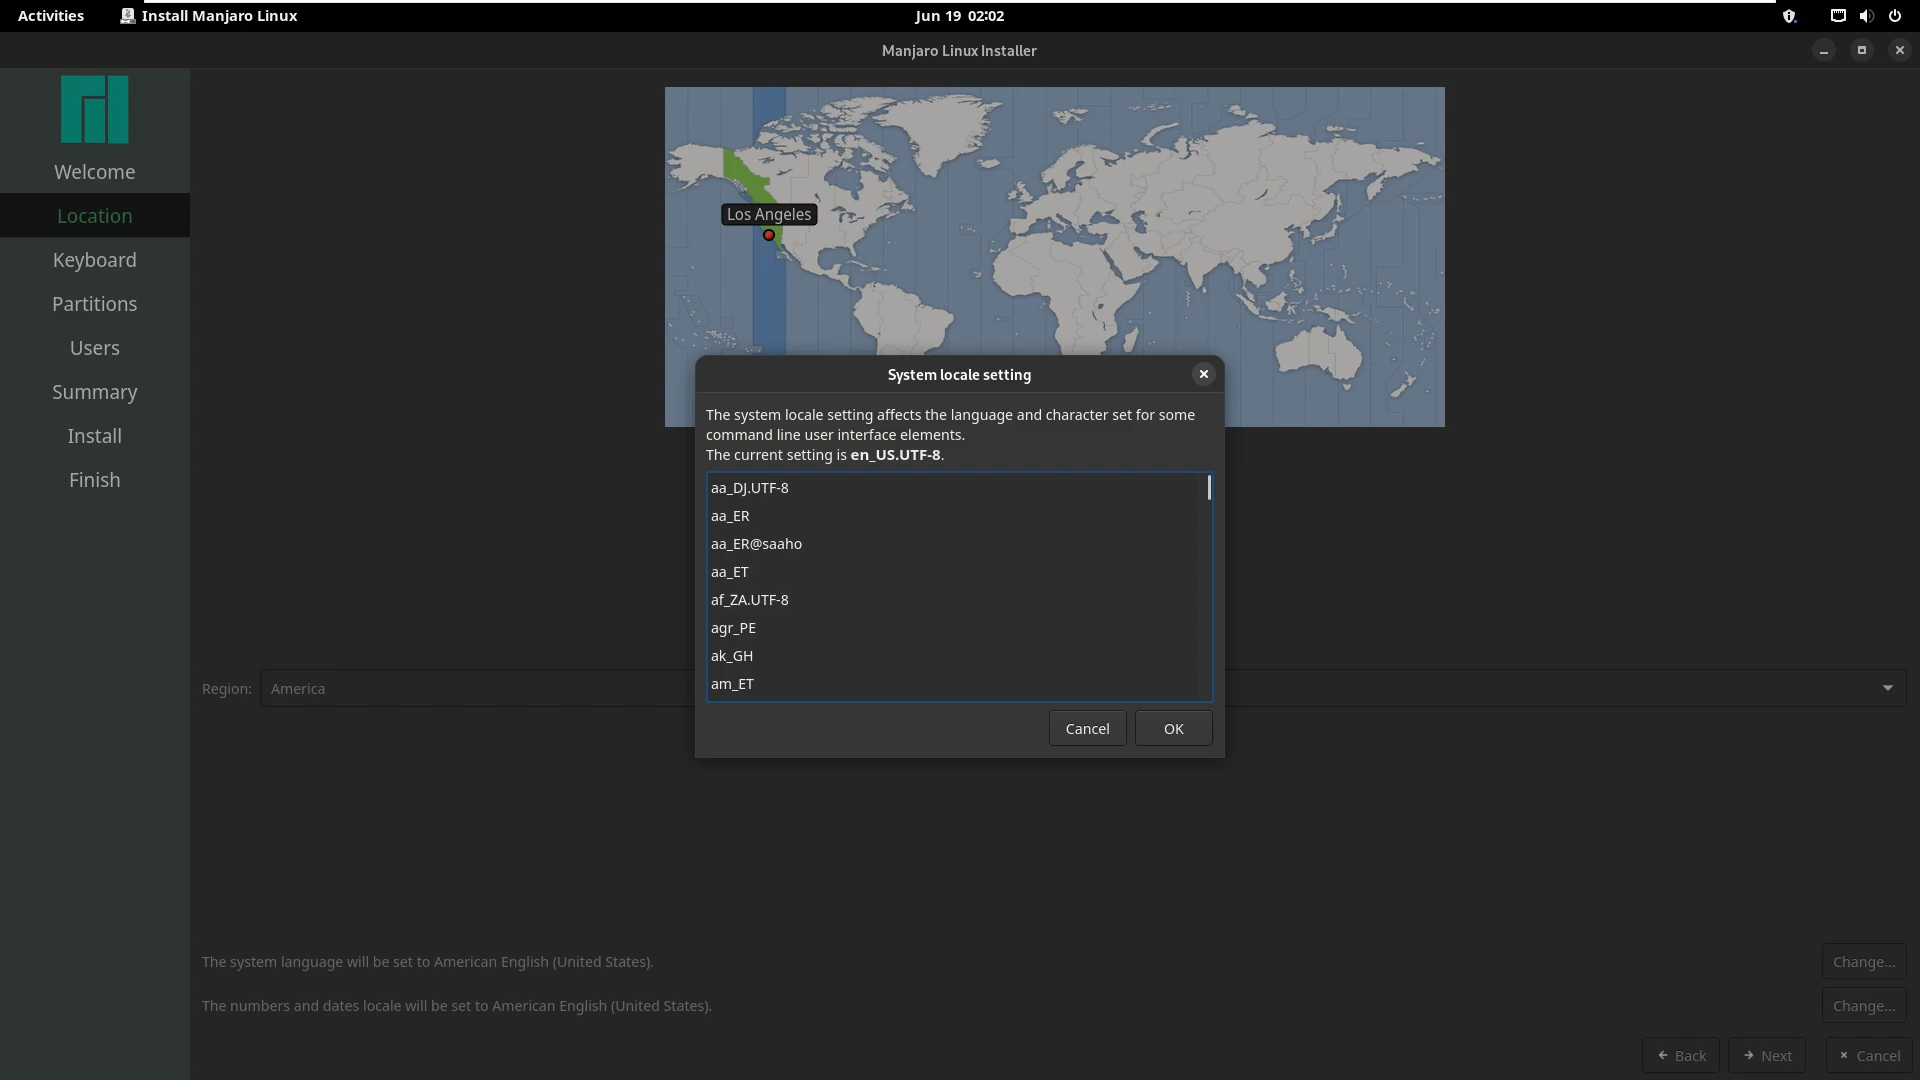 Activities
Install Manjaro Linux
Jun 19 02:02
Manjaro Linux Installer
Welcome
Location
Keyboard
Partitions
Users
Summary
Install
Finish
Los Angeles
System locale setting
The system locale setting affects the language and character set for some
command line user interface elements.
The current setting is en_US.UTF-8.
aa_DJ.UTF-8
aa_ER
aa_ER@saaho
aa_ET
af_ZA.UTF-8
agr_PE
ak_GH
am_ET
Cancel
OK
Region:
America
The system language will be set to American English (United States).
Change...
The numbers and dates locale will be set to American English (United States).
Change...
Back
Next
Cancel